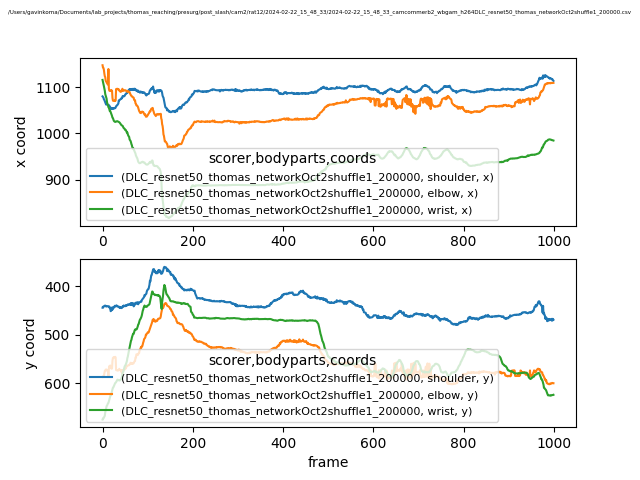 /Users/gavinkoma/Documents/lab_projects/thomas_reaching/presurg/post_slash/cam2/rat12/2024-02-22_15_48_33/2024-02-22_15_48_33_camcommerb2_wbgam_h264DLC_resnet50_thomas_networkOct2shuffle1_200000.csv
1100
1000
900
x coord
scorer,bodyparts,coords
(DLC_resnet50_thomas_networkOct2shuffle1_200000, shoulder, x)
(DLC_resnet50_thomas_networkOct2shuffle1_200000, elbow, x)
(DLC_resnet50_thomas_networkOct2shuffle1_200000, wrist, x)
0 200 400 600 800 1000
400
500
600
y coord
scorer,bodyparts,coords
(DLC_resnet50_thomas_networkOct2shuffle1_200000, shoulder, y)
(DLC_resnet50_thomas_networkOct2shuffle1_200000, elbow, y)
(DLC_resnet50_thomas_networkOct2shuffle1_200000, wrist, y)
0 200 400 600 800 1000
frame